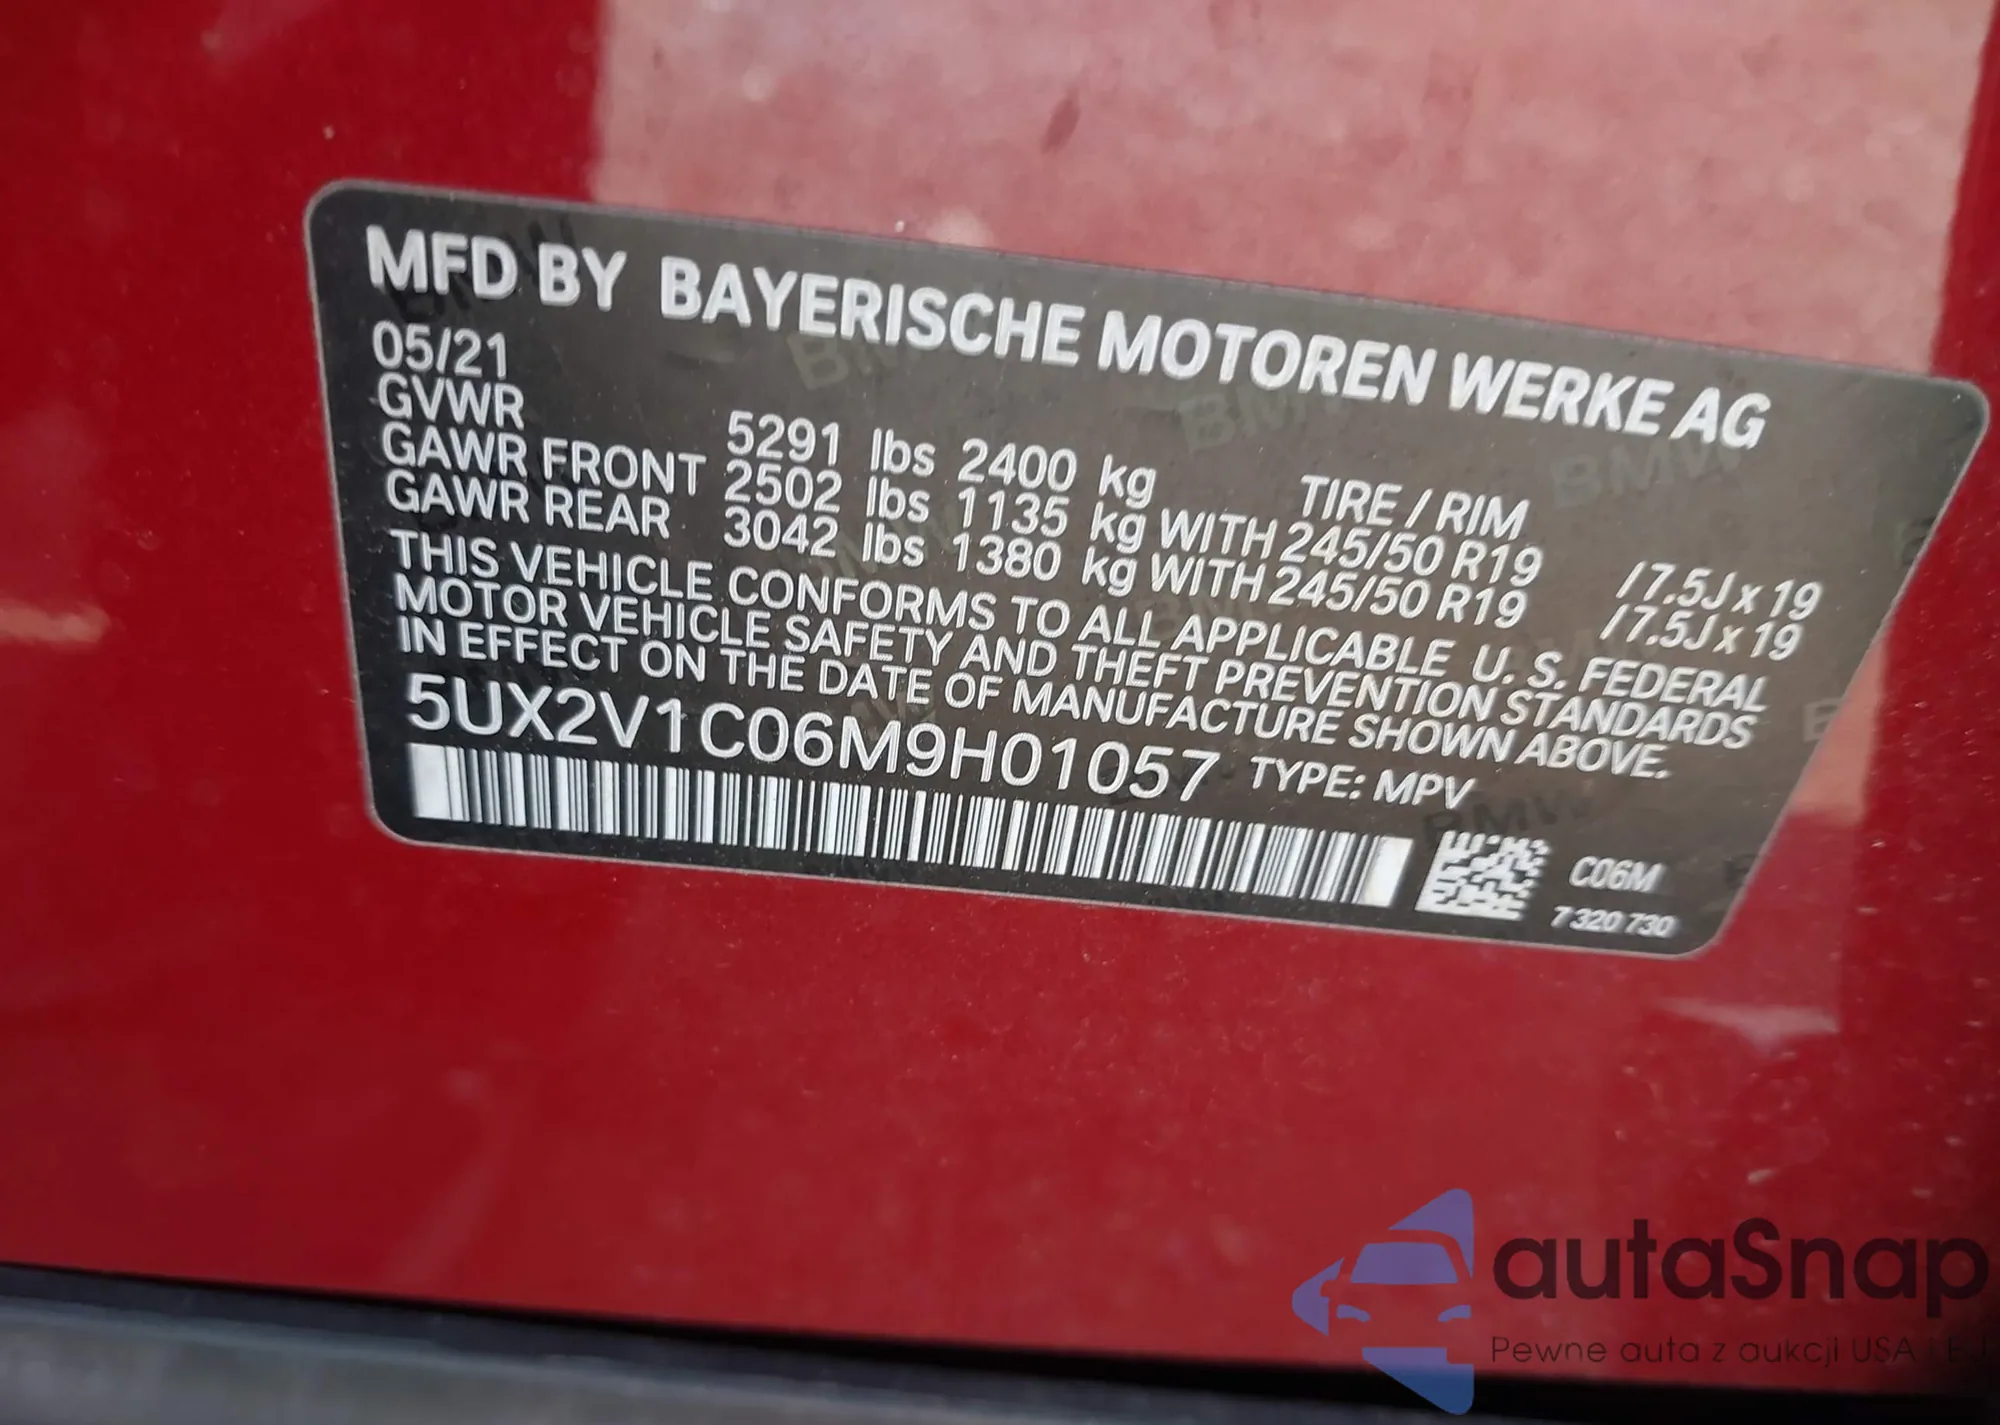 MFD BY BAYERISCHE MOTOREN WERKE AG
05/21
GVWR 5291 lbs 2400 kg TIRE / RIM
GAWR FRONT 2502 lbs 1135 kg WITH 245/50 R19 /7.5J x 19
GAWR REAR 3042 lbs 1380 kg WITH 245/50 R19 /7.5J x 19
THIS VEHICLE CONFORMS TO ALL APPLICABLE U. S. FEDERAL
MOTOR VEHICLE SAFETY AND THEFT PREVENTION STANDARDS
IN EFFECT ON THE DATE OF MANUFACTURE SHOWN ABOVE.
5UX2V1C06M9H01057 TYPE: MPV
C06M
7 320 730
autaSnap
Pewne auta z aukcji USA i EU